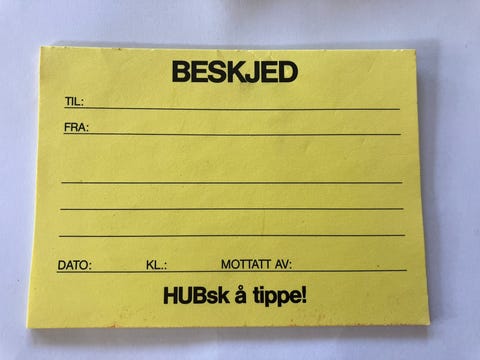 BESKJED
TIL:
FRA:
DATO: KL.: MOTTATT AV:
HUBsk å tippe!